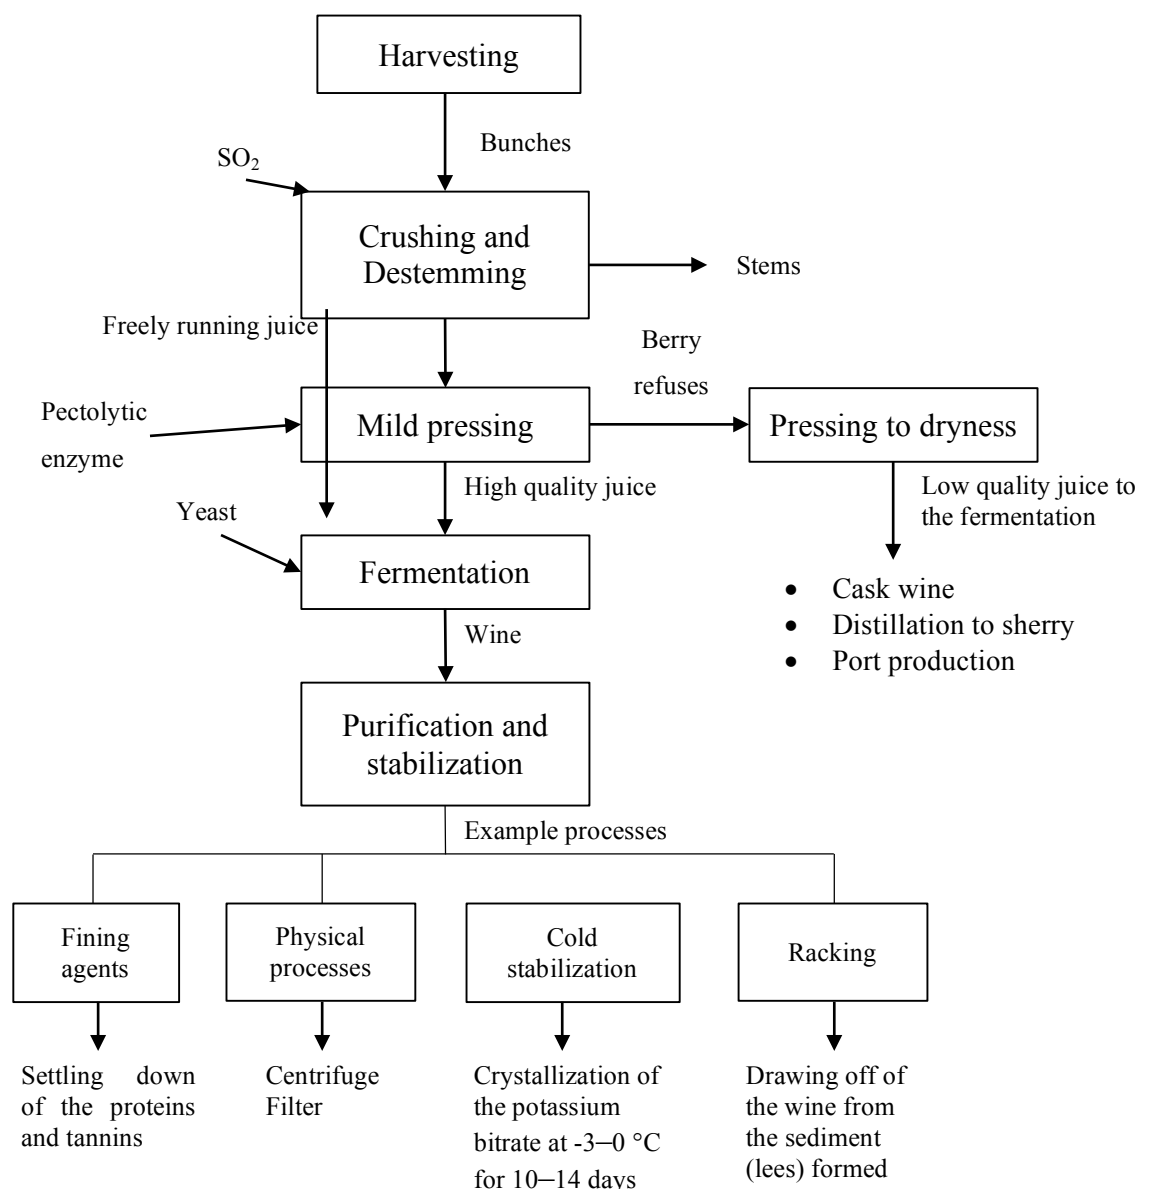 Harvesting
Bunches
SO₂
Crushing and
Destemming
Stems
Freely running juice
Berry
refuses
Pectolytic
enzyme
Mild pressing
Pressing to dryness
High quality juice
Low quality juice to
the fermentation
Yeast
Fermentation
• Cask wine
• Distillation to sherry
• Port production
Wine
Purification and
stabilization
Example processes
Fining
agents
Physical
processes
Cold
stabilization
Racking
Settling down
of the proteins
and tannins
Centrifuge
Filter
Crystallization of
the potassium
bitrate at -3–0 °C
for 10–14 days
Drawing off of
the wine from
the sediment
(lees) formed